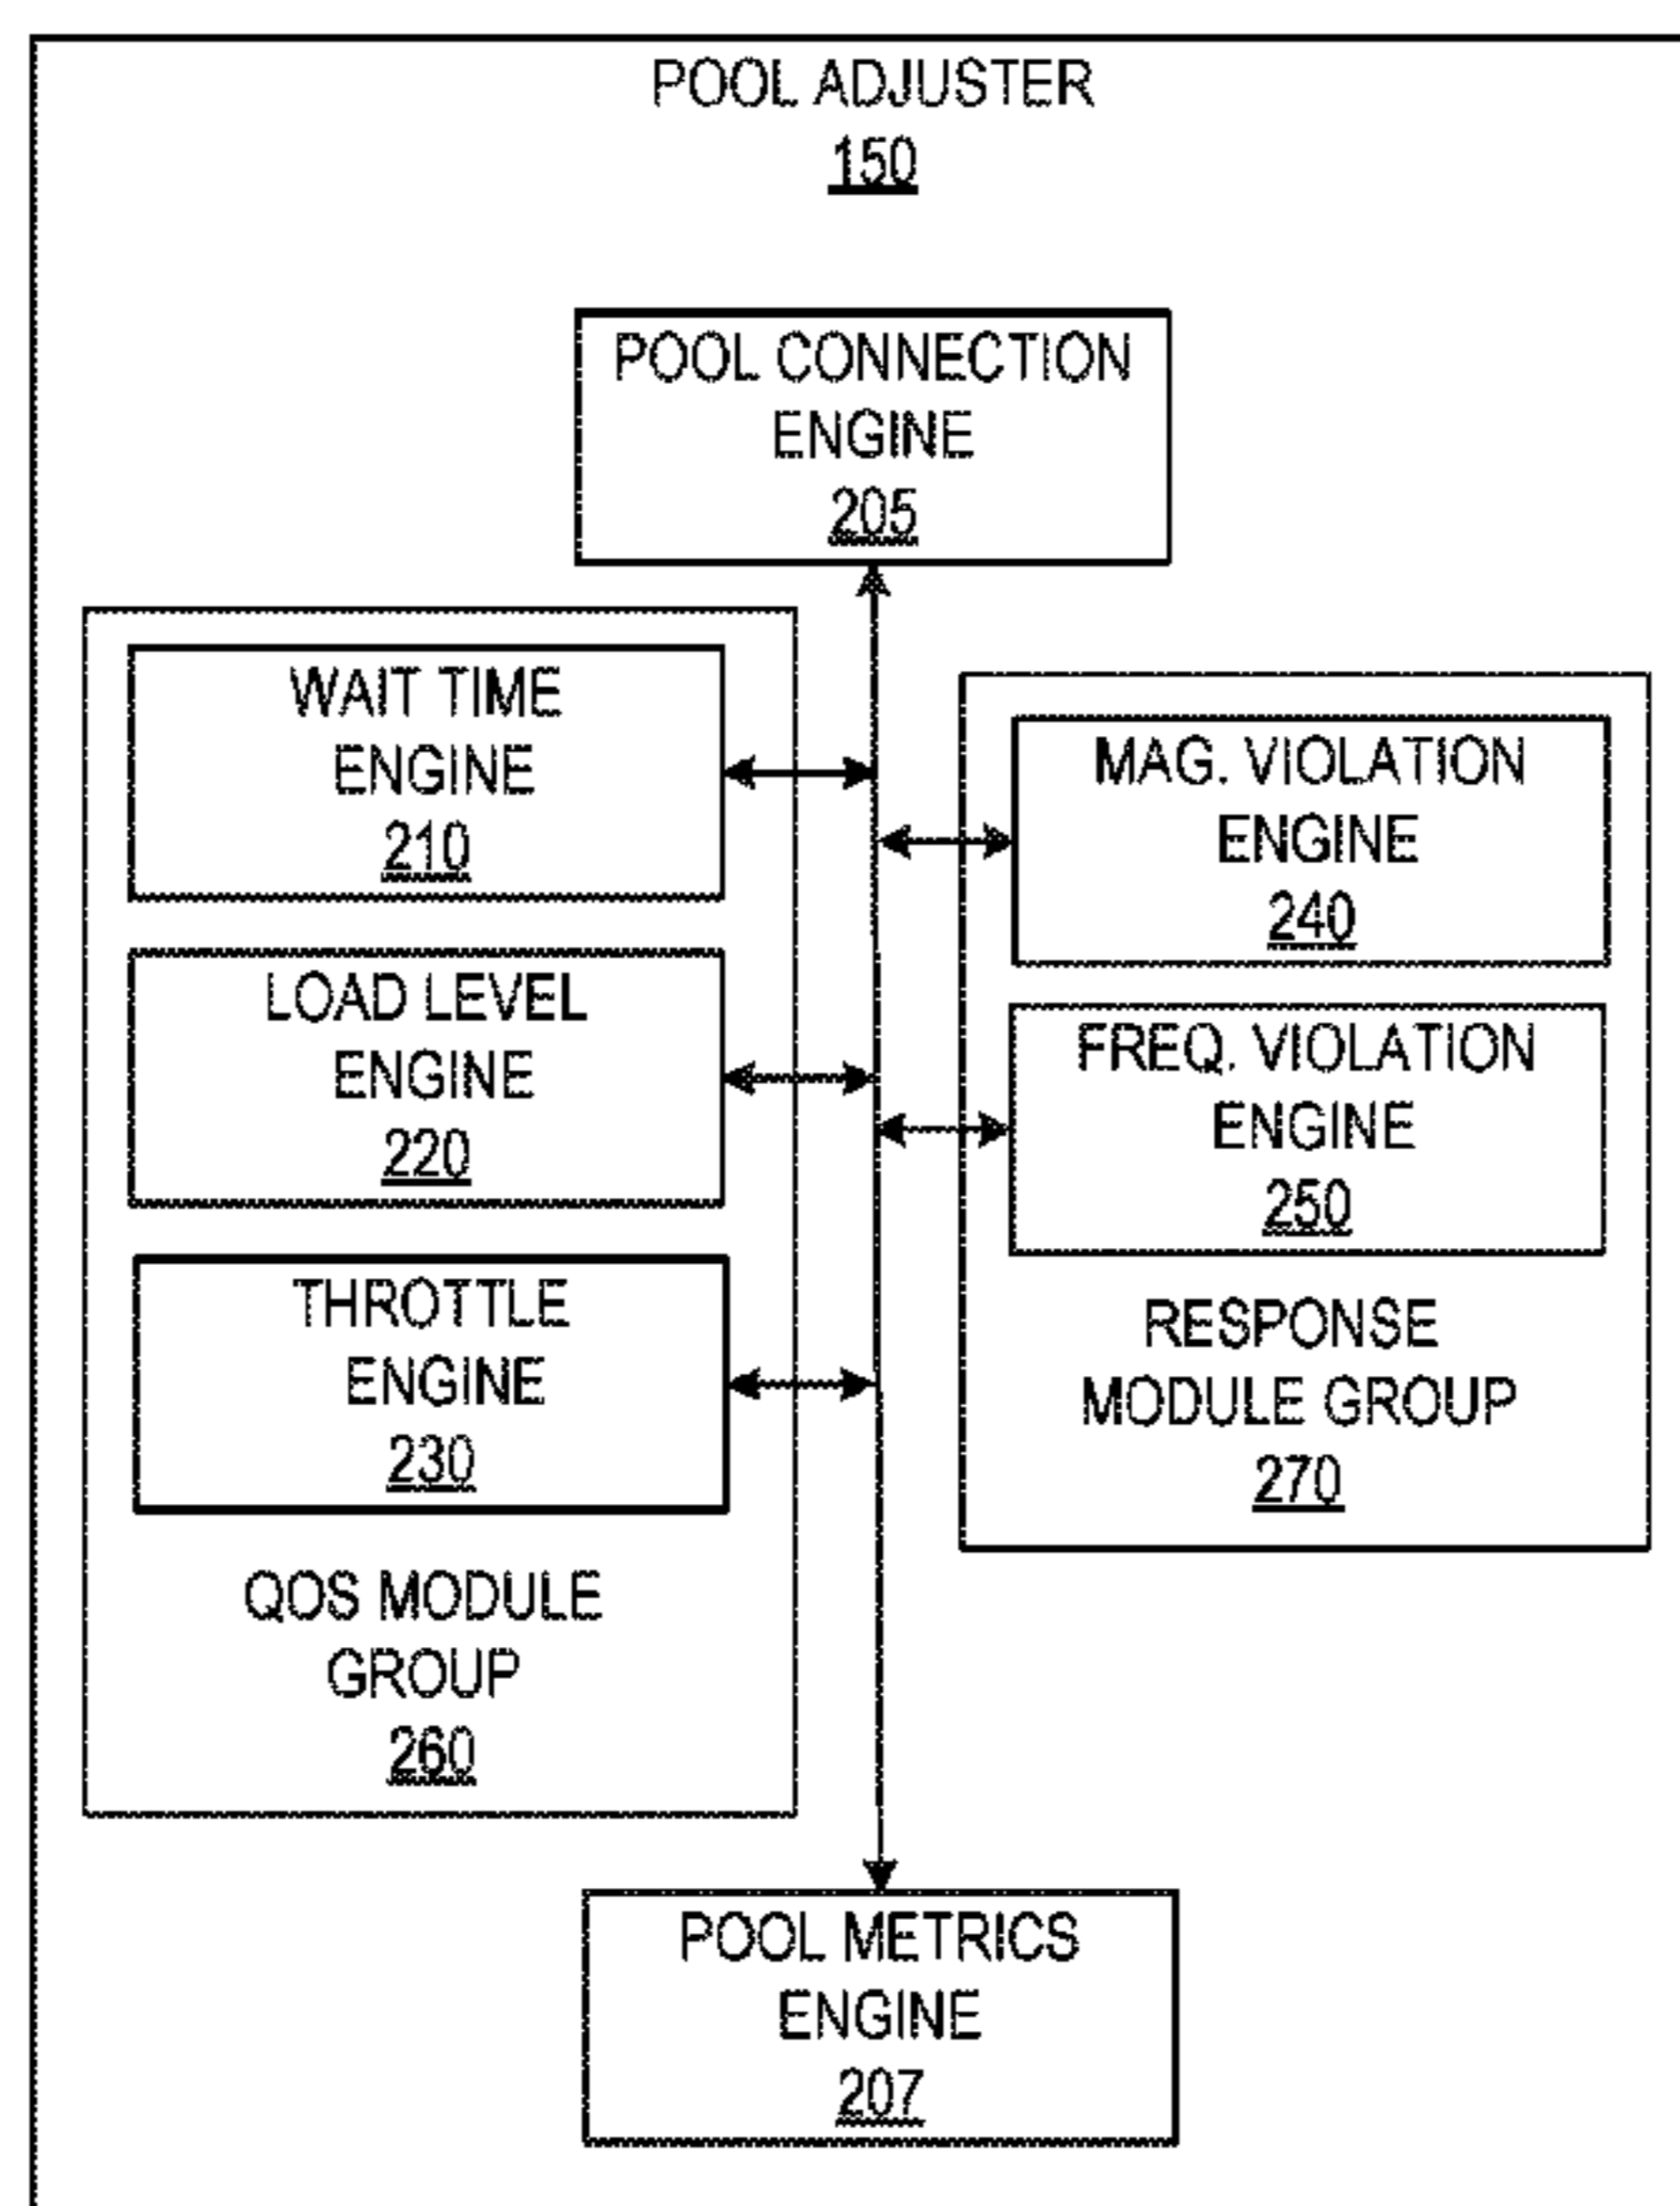 POOL ADJUSTER
150
POOL CONNECTION
ENGINE
205
WAIT TIME
ENGINE
210
LOAD LEVEL
ENGINE
220
THROTTLE
ENGINE
230
QOS MODULE
GROUP
260
MAG. VIOLATION
ENGINE
240
FREQ. VIOLATION
ENGINE
250
RESPONSE
MODULE GROUP
270
POOL METRICS
ENGINE
207